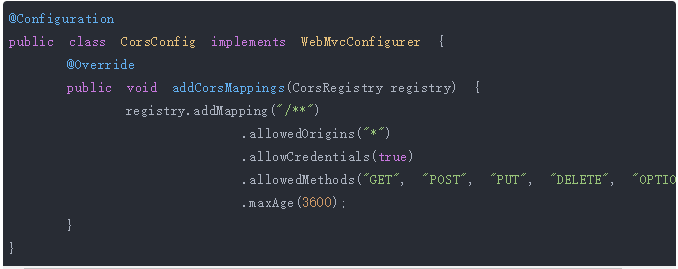 @Configuration
public class CorsConfig implements WebMvcConfigurer {
@Override
public void addCorsMappings(CorsRegistry registry) {
registry.addMapping("/**")
.allowedOrigins("*")
.allowCredentials(true)
.allowedMethods("GET", "POST", "PUT", "DELETE", "OPTIO
.maxAge(3600);
}
}